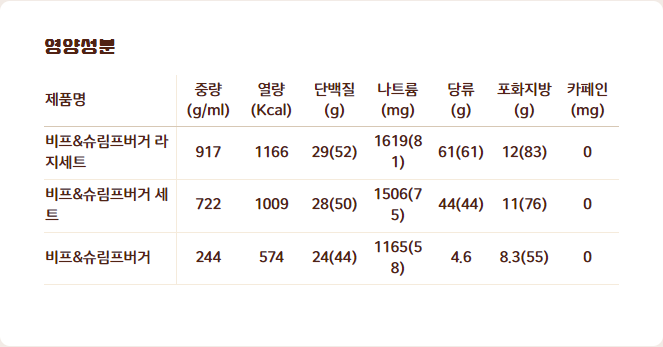 영양성분
제품명 중량 (g/ml) 열량 (Kcal) 단백질 (g) 나트륨 (mg) 당류 (g) 포화지방 (g) 카페인 (mg)
비프&슈림프버거 라지세트 917 1166 29(52) 1619(81) 61(61) 12(83) 0
비프&슈림프버거 세트 722 1009 28(50) 1506(75) 44(44) 11(76) 0
비프&슈림프버거 244 574 24(44) 1165(58) 4.6 8.3(55) 0